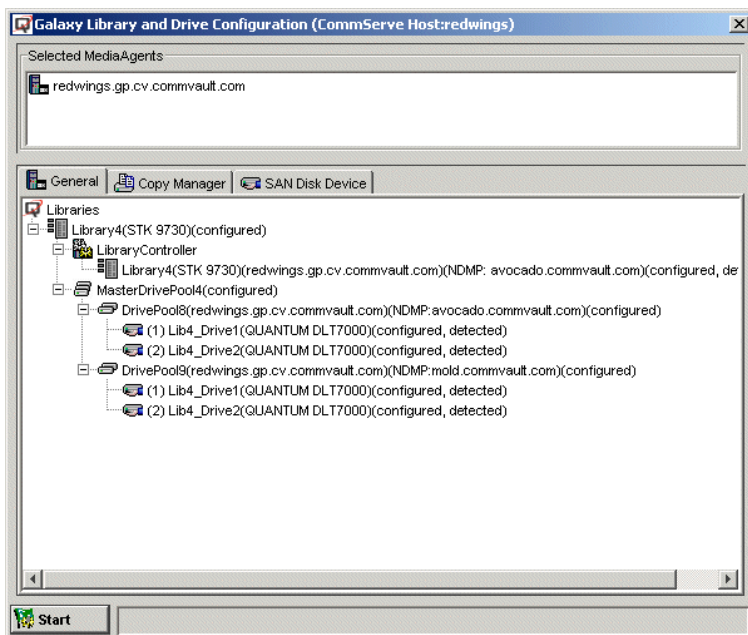 Galaxy Library and Drive Configuration (CommServe Host:redwings)
Selected MediaAgents
redwings.gp.cv.commvault.com
General Copy Manager SAN Disk Device
Libraries
Library4(STK 9730)(configured)
LibraryController
Library4(STK 9730)(redwings.gp.cv.commvault.com)(NDMP: avocado.commvault.com)(configured, de
MasterDrivePool4(configured)
DrivePool8(redwings.gp.cv.commvault.com)(NDMP:avocado.commvault.com)(configured)
(1) Lib4_Drive1(QUANTUM DLT7000)(configured, detected)
(2) Lib4_Drive2(QUANTUM DLT7000)(configured, detected)
DrivePool9(redwings.gp.cv.commvault.com)(NDMP:mold.commvault.com)(configured)
(1) Lib4_Drive1(QUANTUM DLT7000)(configured, detected)
(2) Lib4_Drive2(QUANTUM DLT7000)(configured, detected)
Start